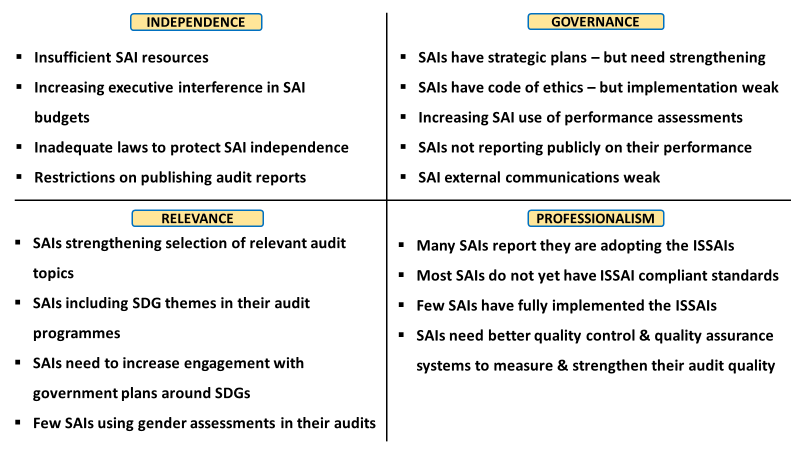 INDEPENDENCE
▪ Insufficient SAI resources
▪ Increasing executive interference in SAI
budgets
▪ Inadequate laws to protect SAI independence
▪ Restrictions on publishing audit reports
GOVERNANCE
▪ SAIs have strategic plans – but need strengthening
▪ SAIs have code of ethics – but implementation weak
▪ Increasing SAI use of performance assessments
▪ SAIs not reporting publicly on their performance
▪ SAI external communications weak
RELEVANCE
▪ SAIs strengthening selection of relevant audit
topics
▪ SAIs including SDG themes in their audit
programmes
▪ SAIs need to increase engagement with
government plans around SDGs
▪ Few SAIs using gender assessments in their audits
PROFESSIONALISM
▪ Many SAIs report they are adopting the ISSAIs
▪ Most SAIs do not yet have ISSAI compliant standards
▪ Few SAIs have fully implemented the ISSAIs
▪ SAIs need better quality control & quality assurance
systems to measure & strengthen their audit quality